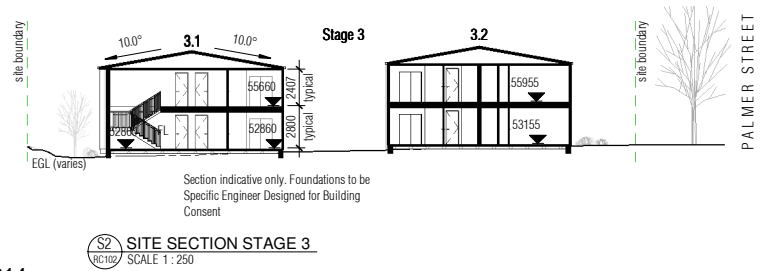 site boundary
10.0°
3.1
10.0°
Stage 3
3.2
site boundary
PALMER STREET
55660
2407
typical
55955
52860
FL
52860
2800
typical
53155
EGL (varies)
Section indicative only. Foundations to be
Specific Engineer Designed for Building
Consent
S2
SITE SECTION STAGE 3
RC102
SCALE 1 : 250